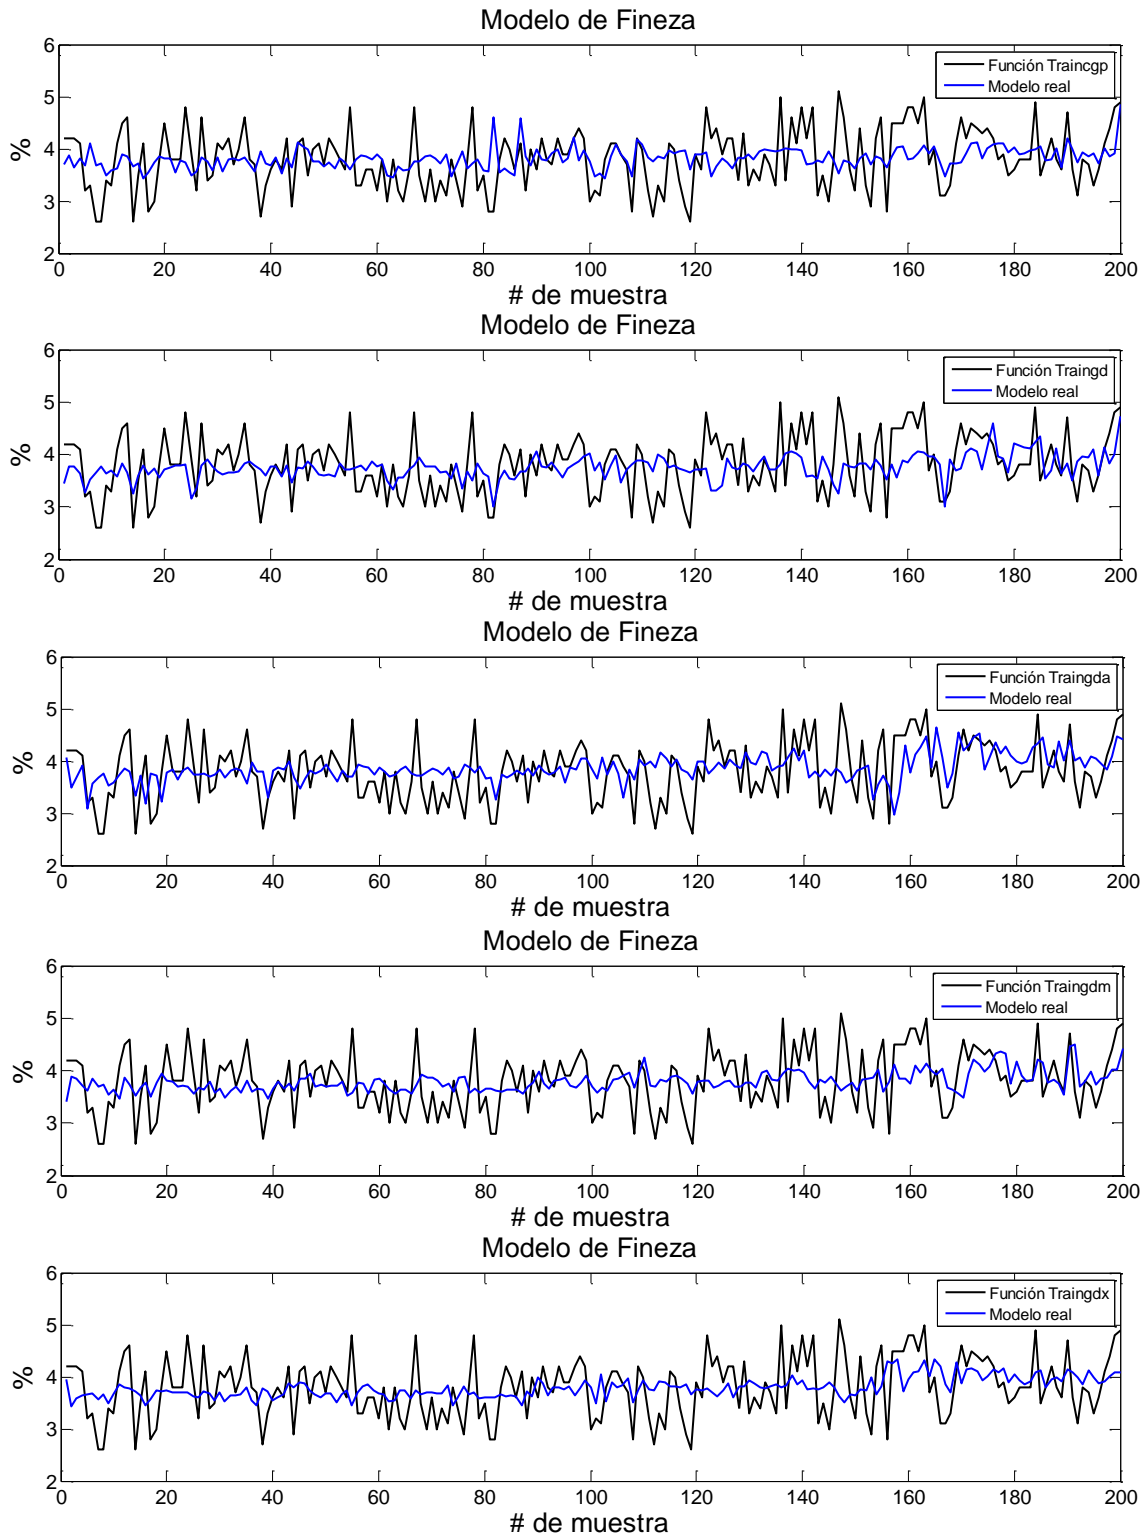 Modelo de Fineza
6
5
4
3
2
%
Función Traincgp
Modelo real
0 20 40 60 80 100 120 140 160 180 200
# de muestra
Modelo de Fineza
6
5
4
3
2
%
Función Traingd
Modelo real
0 20 40 60 80 100 120 140 160 180 200
# de muestra
Modelo de Fineza
6
5
4
3
2
%
Función Traingda
Modelo real
0 20 40 60 80 100 120 140 160 180 200
# de muestra
Modelo de Fineza
6
5
4
3
2
%
Función Traingdm
Modelo real
0 20 40 60 80 100 120 140 160 180 200
# de muestra
Modelo de Fineza
6
5
4
3
2
%
Función Traingdx
Modelo real
0 20 40 60 80 100 120 140 160 180 200
# de muestra